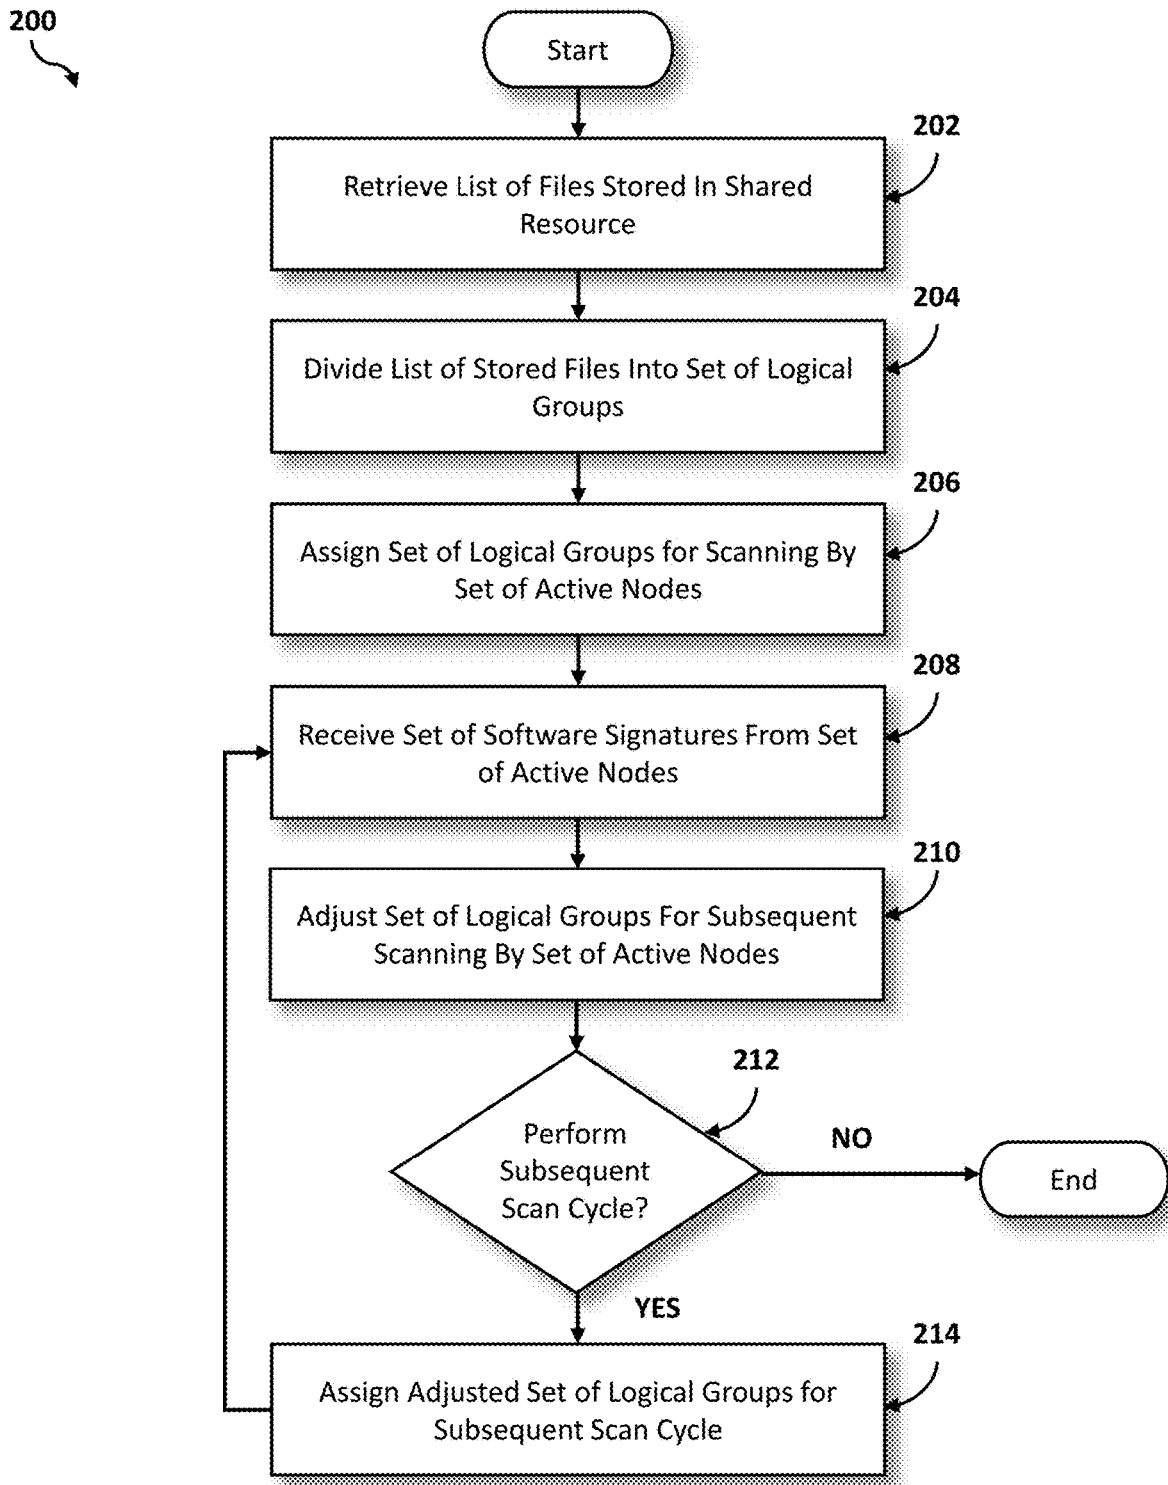 200
Start
202
Retrieve List of Files Stored In Shared
Resource
204
Divide List of Stored Files Into Set of Logical
Groups
206
Assign Set of Logical Groups for Scanning By
Set of Active Nodes
208
Receive Set of Software Signatures From Set
of Active Nodes
210
Adjust Set of Logical Groups For Subsequent
Scanning By Set of Active Nodes
212
Perform
Subsequent
Scan Cycle?
NO
End
YES
214
Assign Adjusted Set of Logical Groups for
Subsequent Scan Cycle